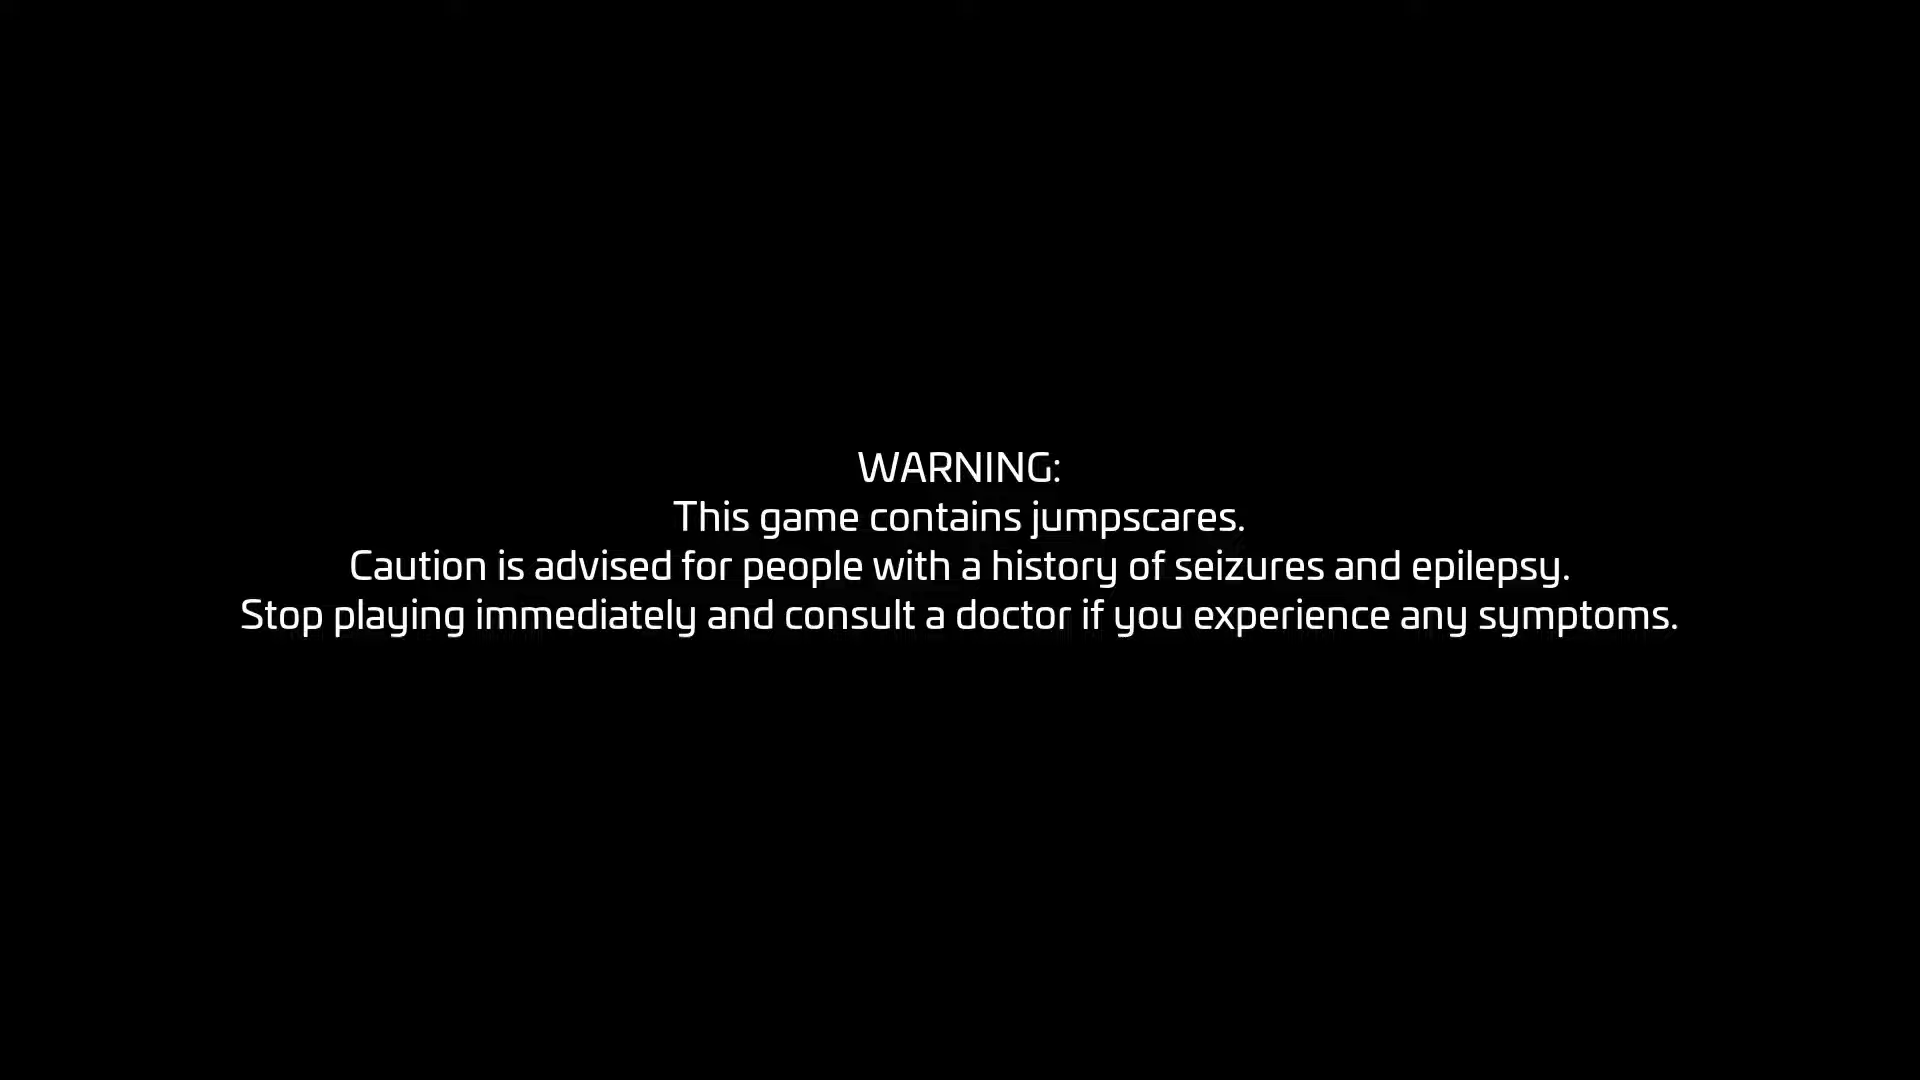 WARNING:
This game contains jumpscares.
Caution is advised for people with a history of seizures and epilepsy.
Stop playing immediately and consult a doctor if you experience any symptoms.